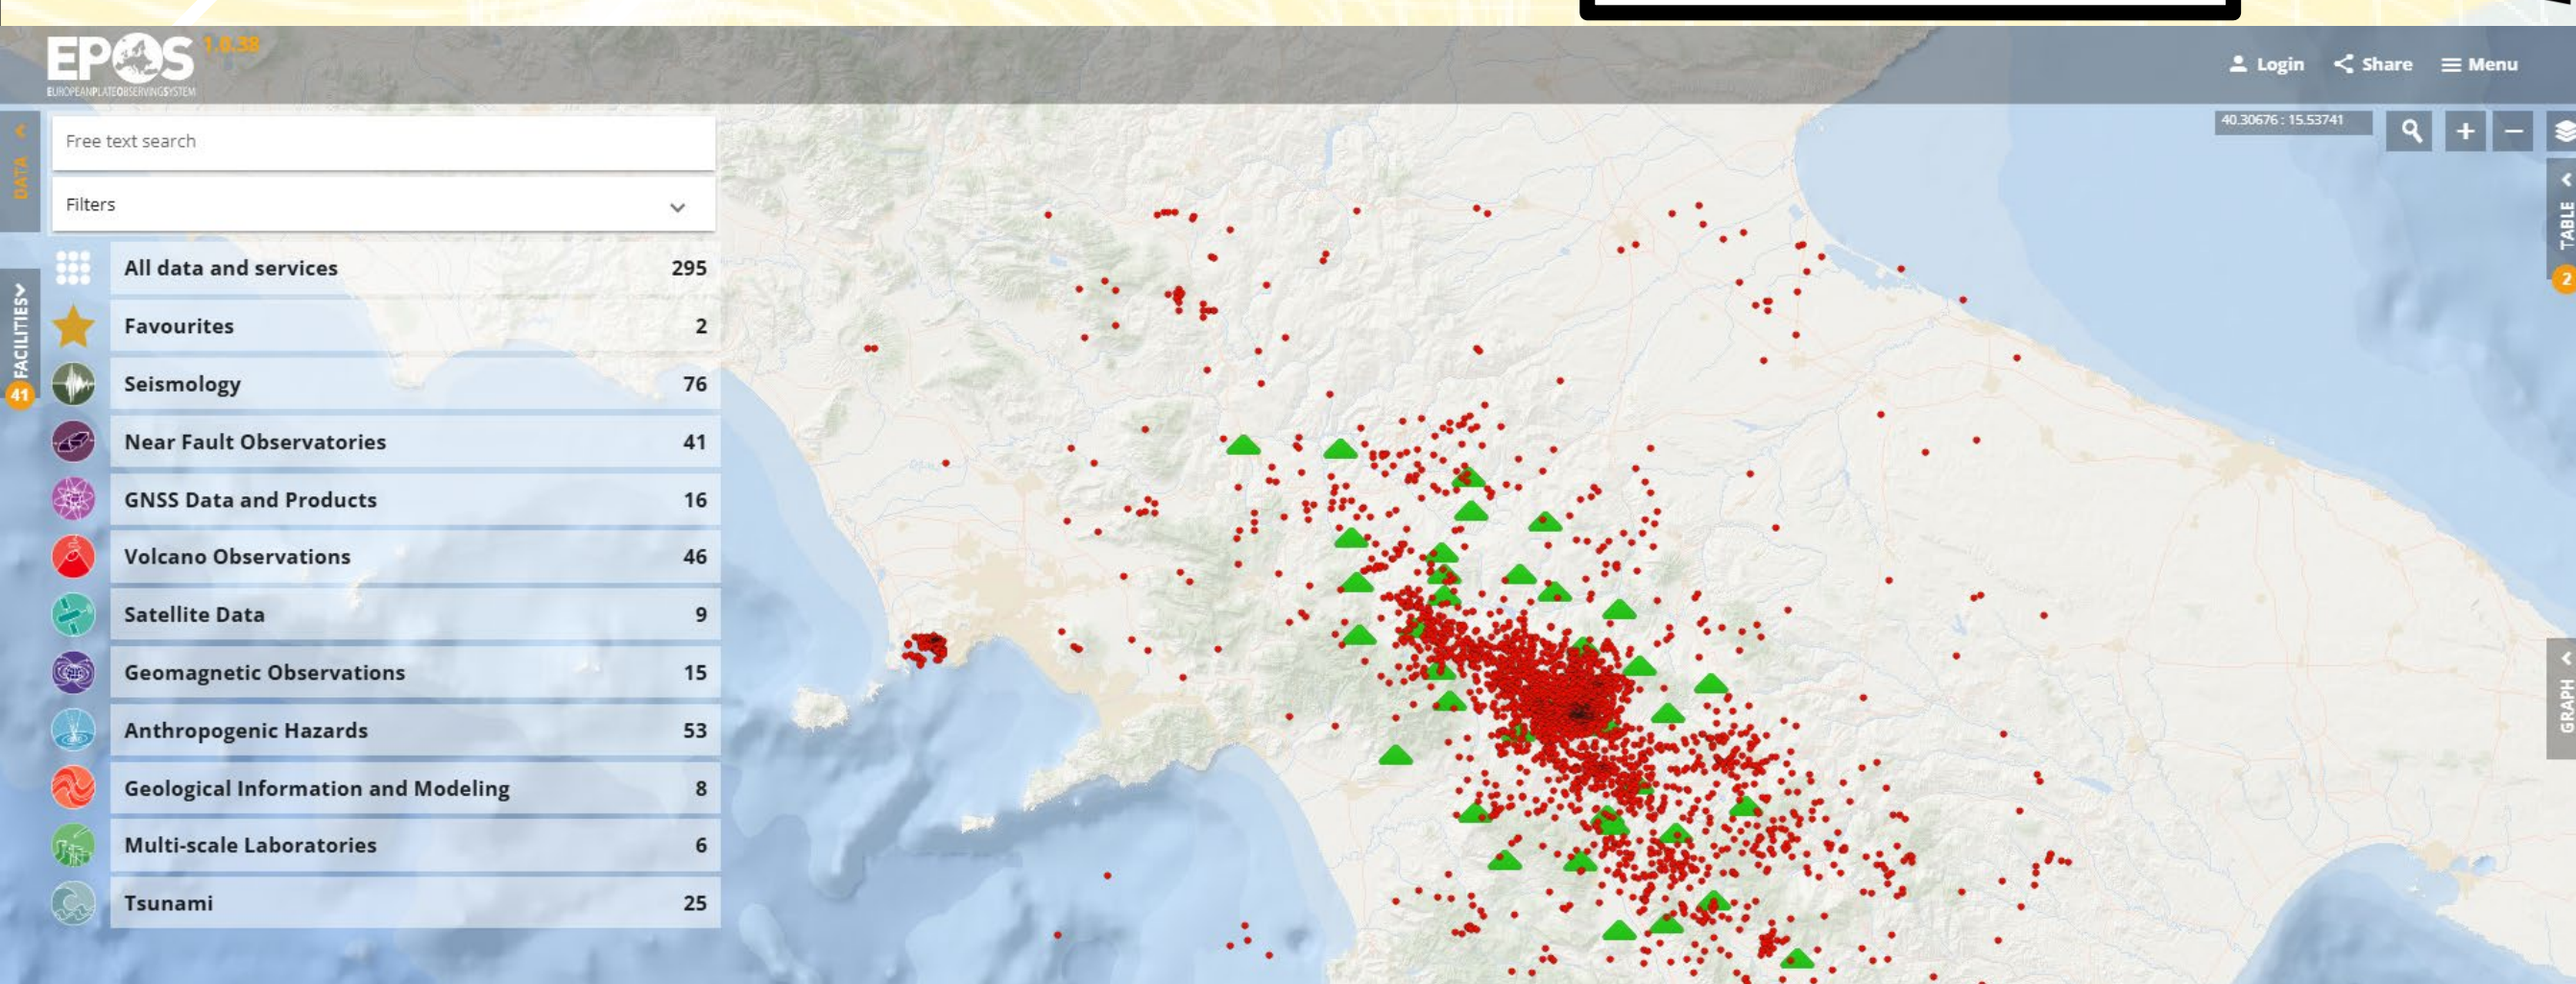 EPOS 1.0.38
EUROPEANPLATEOBSERVINGSYSTEM
Login Share Menu
40.30676 : 15.53741
DATA
FACILITIES
41
Free text search
Filters
All data and services 295
Favourites 2
Seismology 76
Near Fault Observatories 41
GNSS Data and Products 16
Volcano Observations 46
Satellite Data 9
Geomagnetic Observations 15
Anthropogenic Hazards 53
Geological Information and Modeling 8
Multi-scale Laboratories 6
Tsunami 25
TABLE
2
GRAPH